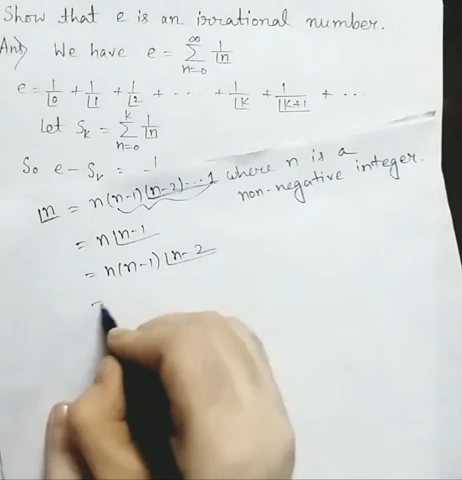 Show that e is an irrational number.
Ans) We have e = ∑_{n=0}^{∞} 1/⌊n
e = 1/⌊0 + 1/⌊1 + 1/⌊2 + ... + 1/⌊k + 1/⌊k+1 + ...
Let S_k = ∑_{n=0}^{k} 1/⌊n
So e - S_k = 1
⌊n = n(n-1)(n-2)...1 where n is a
non-negative integer.
= n⌊n-1
= n(n-1)⌊n-2
=